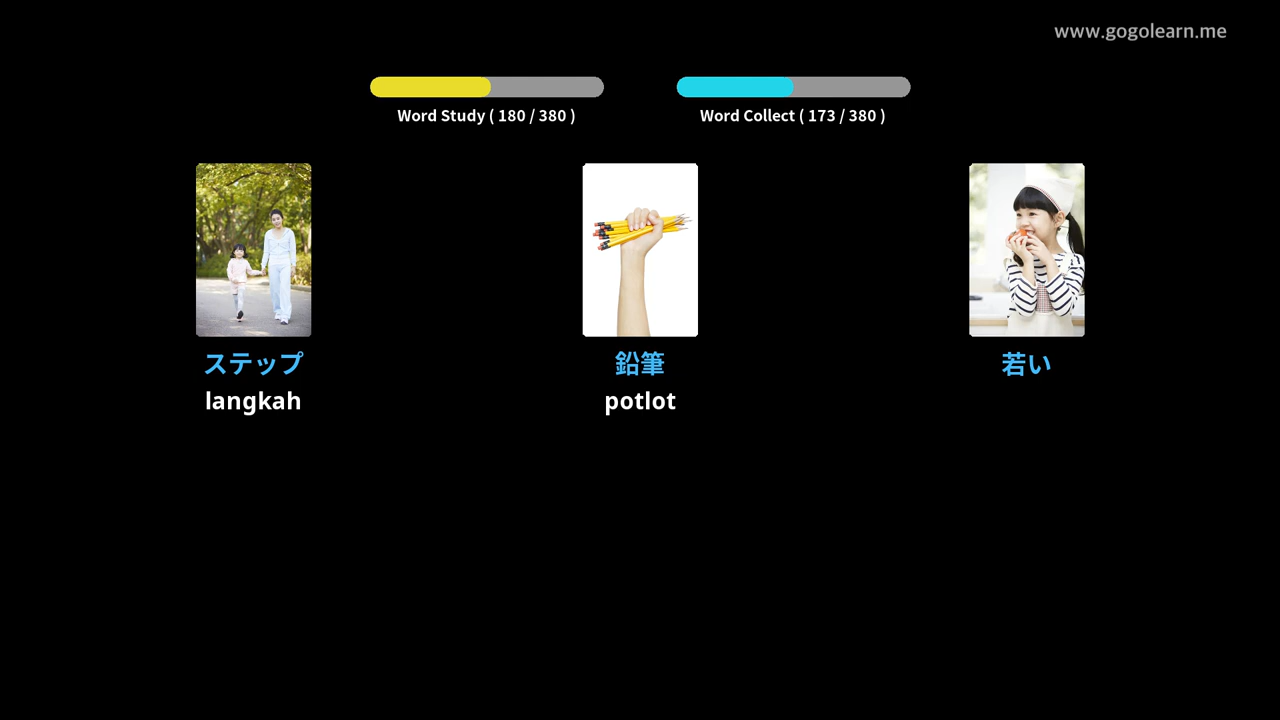 www.gogolearn.me
Word Study ( 180 / 380 )
Word Collect ( 173 / 380 )
ステップ
langkah
鉛筆
potlot
若い